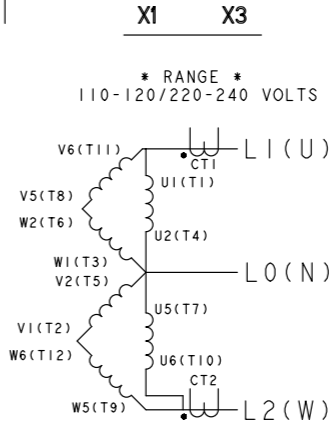 X1 X3
* RANGE *
110-120/220-240 VOLTS
V6(T11)
L1(U)
CT1
U1(T1)
V5(T8)
W2(T6)
U2(T4)
W1(T3)
V2(T5)
L0(N)
U5(T7)
V1(T2)
W6(T12)
U6(T10)
CT2
W5(T9)
L2(W)